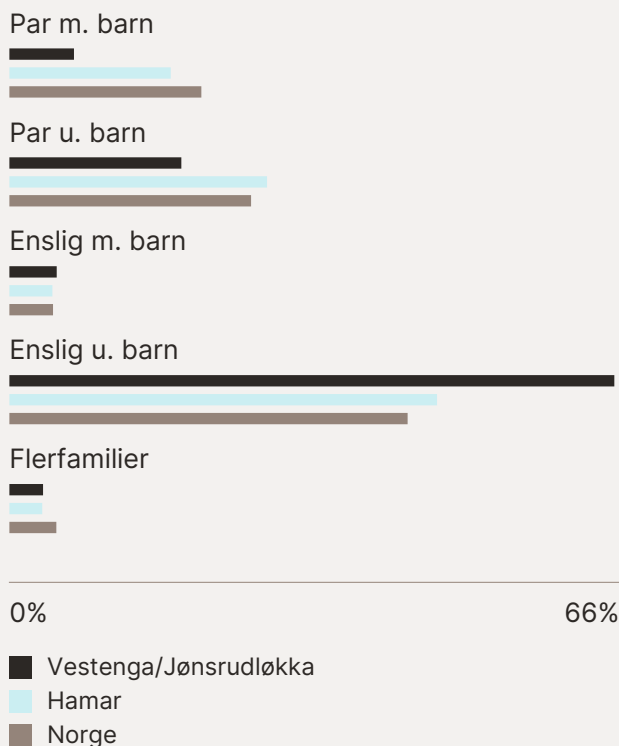 Par m. barn
Par u. barn
Enslig m. barn
Enslig u. barn
Flerfamilier
0% 66%
Vestenga/Jønsrudløkka
Hamar
Norge